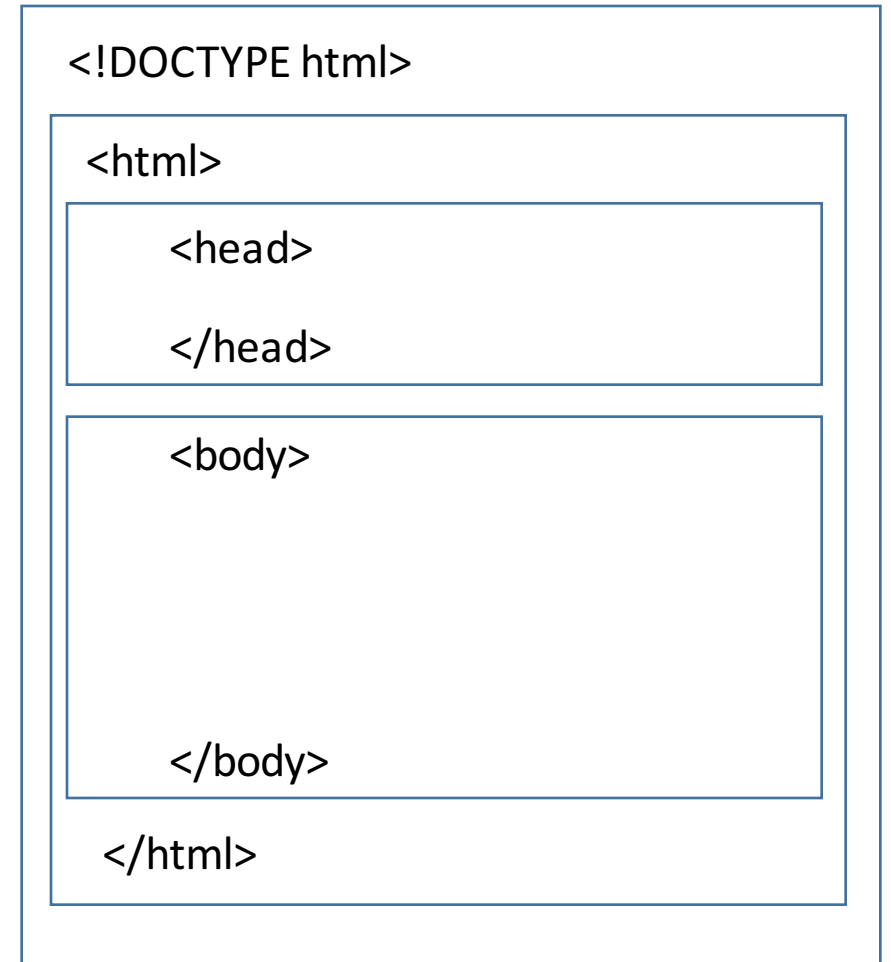 <!DOCTYPE html>
<html>
<head>
</head>
<body>
</body>
</html>